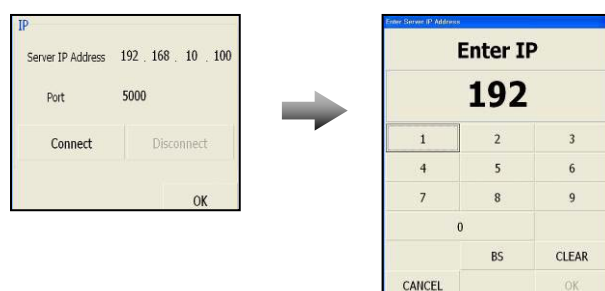 IP
Server IP Address 192 . 168 . 10 . 100
Port 5000
Connect Disconnect
OK
Enter Server IP Address
Enter IP
192
1 2 3
4 5 6
7 8 9
0
BS CLEAR
CANCEL OK